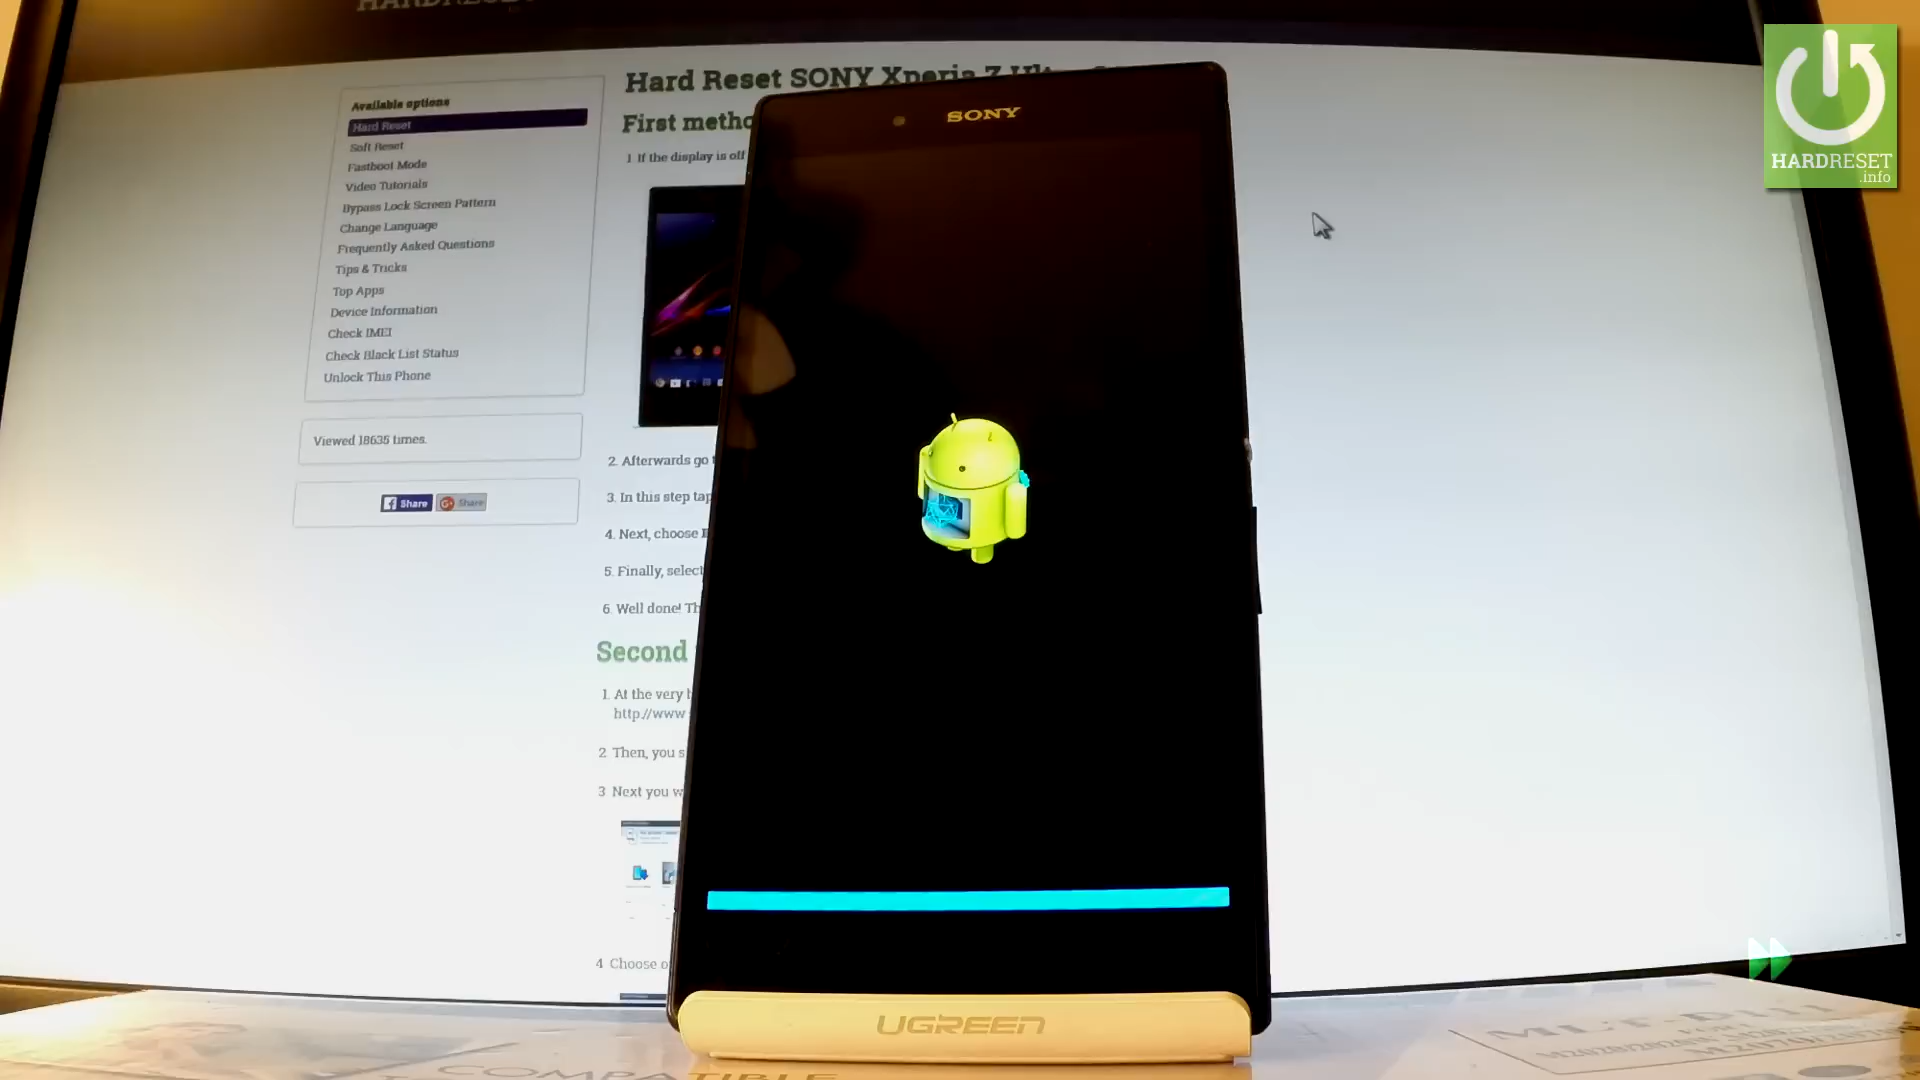 HARDRESET
.info
Available options
Hard Reset
Soft Reset
Fastboot Mode
Video Tutorials
Bypass Lock Screen Pattern
Change Language
Frequently Asked Questions
Tips & Tricks
Top Apps
Device Information
Check IMEI
Check Black List Status
Unlock This Phone
Viewed 18635 times.
Share
Share
Hard Reset SONY Xperia Z
First
1 If the display is off
2. Afterwards go
3. In this step tap
4. Next, choose
5. Finally, select
6. Well done!
Second
1. At the very
http://www
2 Then, you
3 Next you
4 Choose
SONY
UGREEN
COMPATIBLE